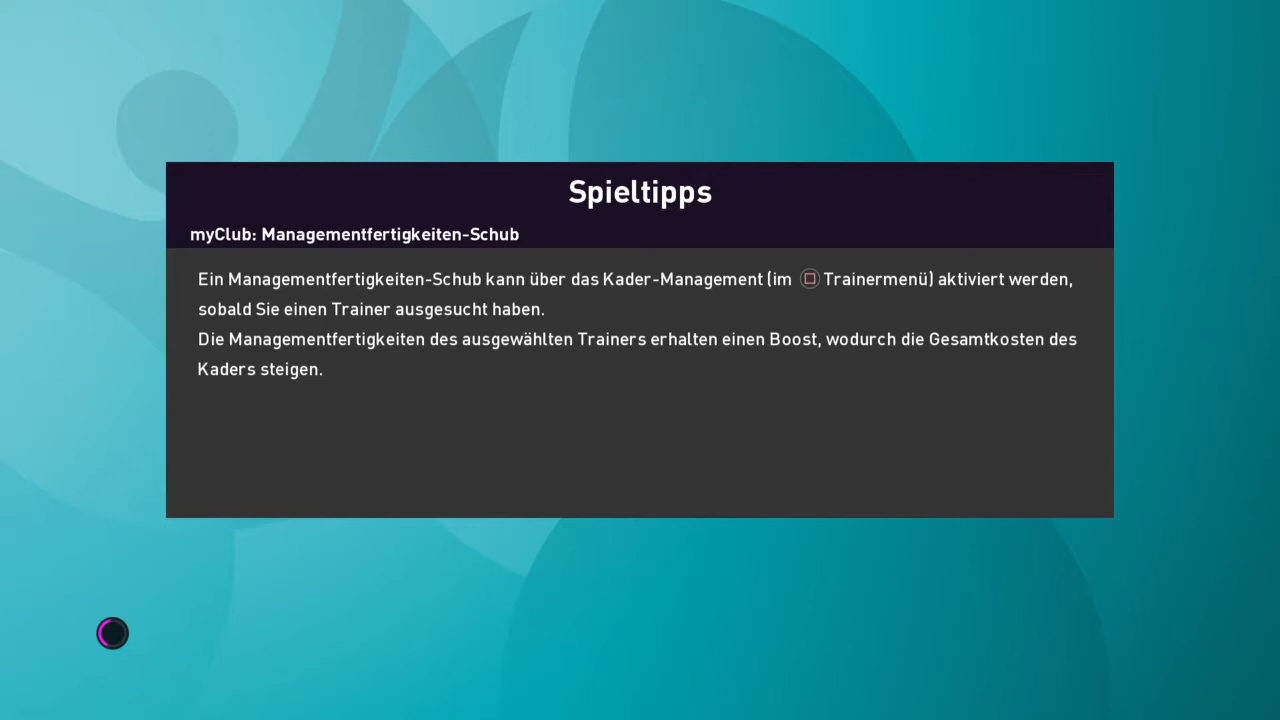 Spieltipps
myClub: Managementfertigkeiten-Schub
Ein Managementfertigkeiten-Schub kann über das Kader-Management (im □ Trainermenü) aktiviert werden,
sobald Sie einen Trainer ausgesucht haben.
Die Managementfertigkeiten des ausgewählten Trainers erhalten einen Boost, wodurch die Gesamtkosten des
Kaders steigen.